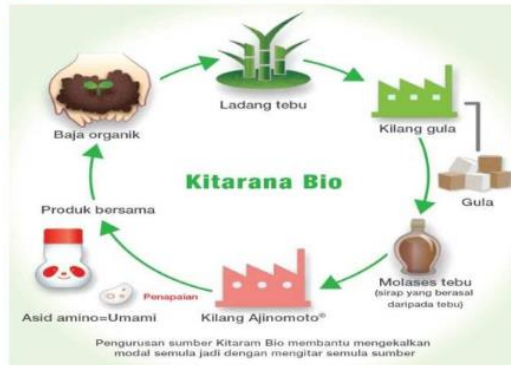 Ladang tebu
Baja organik
Kilang gula
Kitarana Bio
Gula
Produk bersama
Molases tebu
(sirap yang berasal
daripada tebu)
Penapaian
Asid amino=Umami
Kilang Ajinomoto®
Pengurusan sumber Kitaram Bio membantu mengekalkan
modal semula jadi dengan mengitar semula sumber